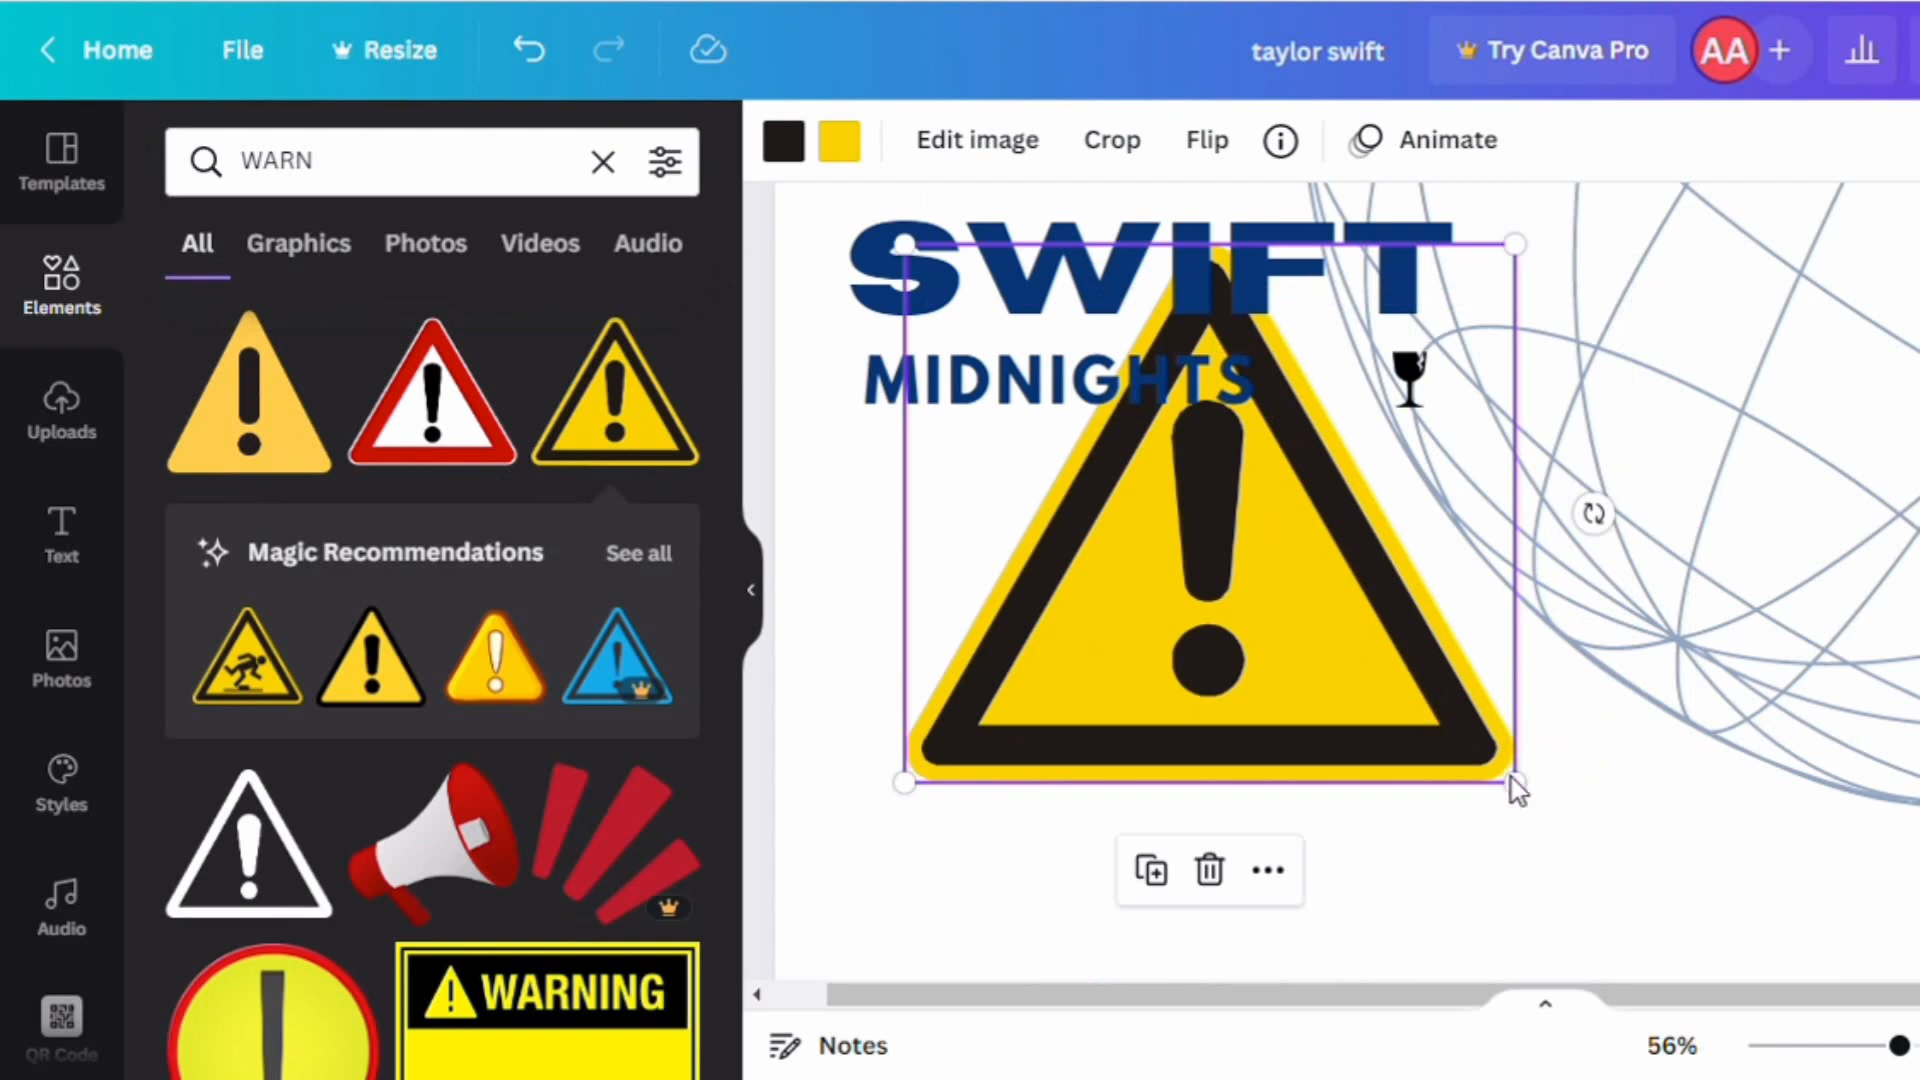 Home File Resize taylor swift Try Canva Pro AA
WARN
Edit image Crop Flip Animate
Templates
All Graphics Photos Videos Audio
Elements
SWIFT
MIDNIGHTS
Uploads
Text
Magic Recommendations See all
Photos
Styles
Audio
WARNING
QR Code
Notes 56%